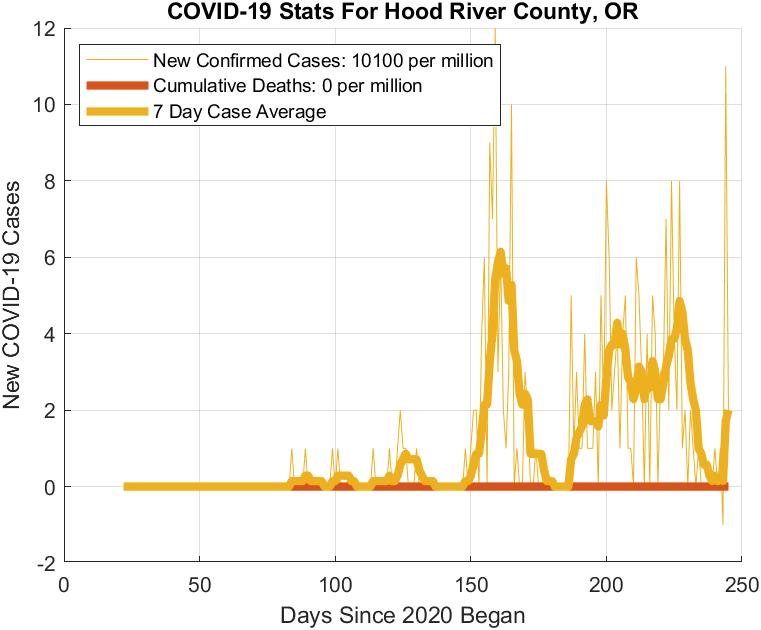 COVID-19 Stats For Hood River County, OR
New Confirmed Cases: 10100 per million
Cumulative Deaths: 0 per million
7 Day Case Average
New COVID-19 Cases
12
10
8
6
4
2
0
-2
0 50 100 150 200 250
Days Since 2020 Began